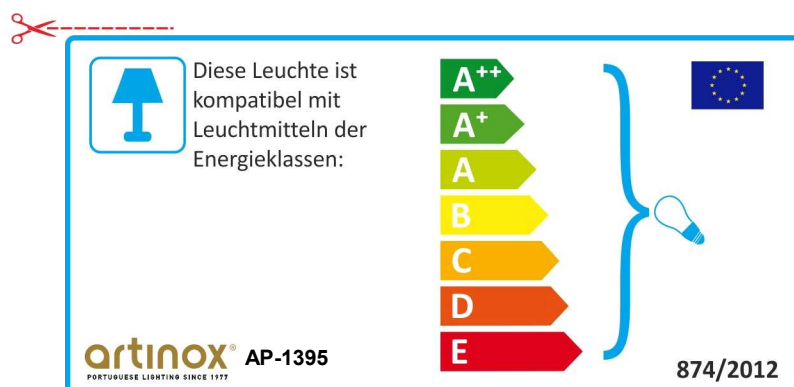 Diese Leuchte ist
kompatibel mit
Leuchtmitteln der
Energieklassen:
A++
A+
A
B
C
D
E
artinox® AP-1395
PORTUGUESE LIGHTING SINCE 1977
874/2012